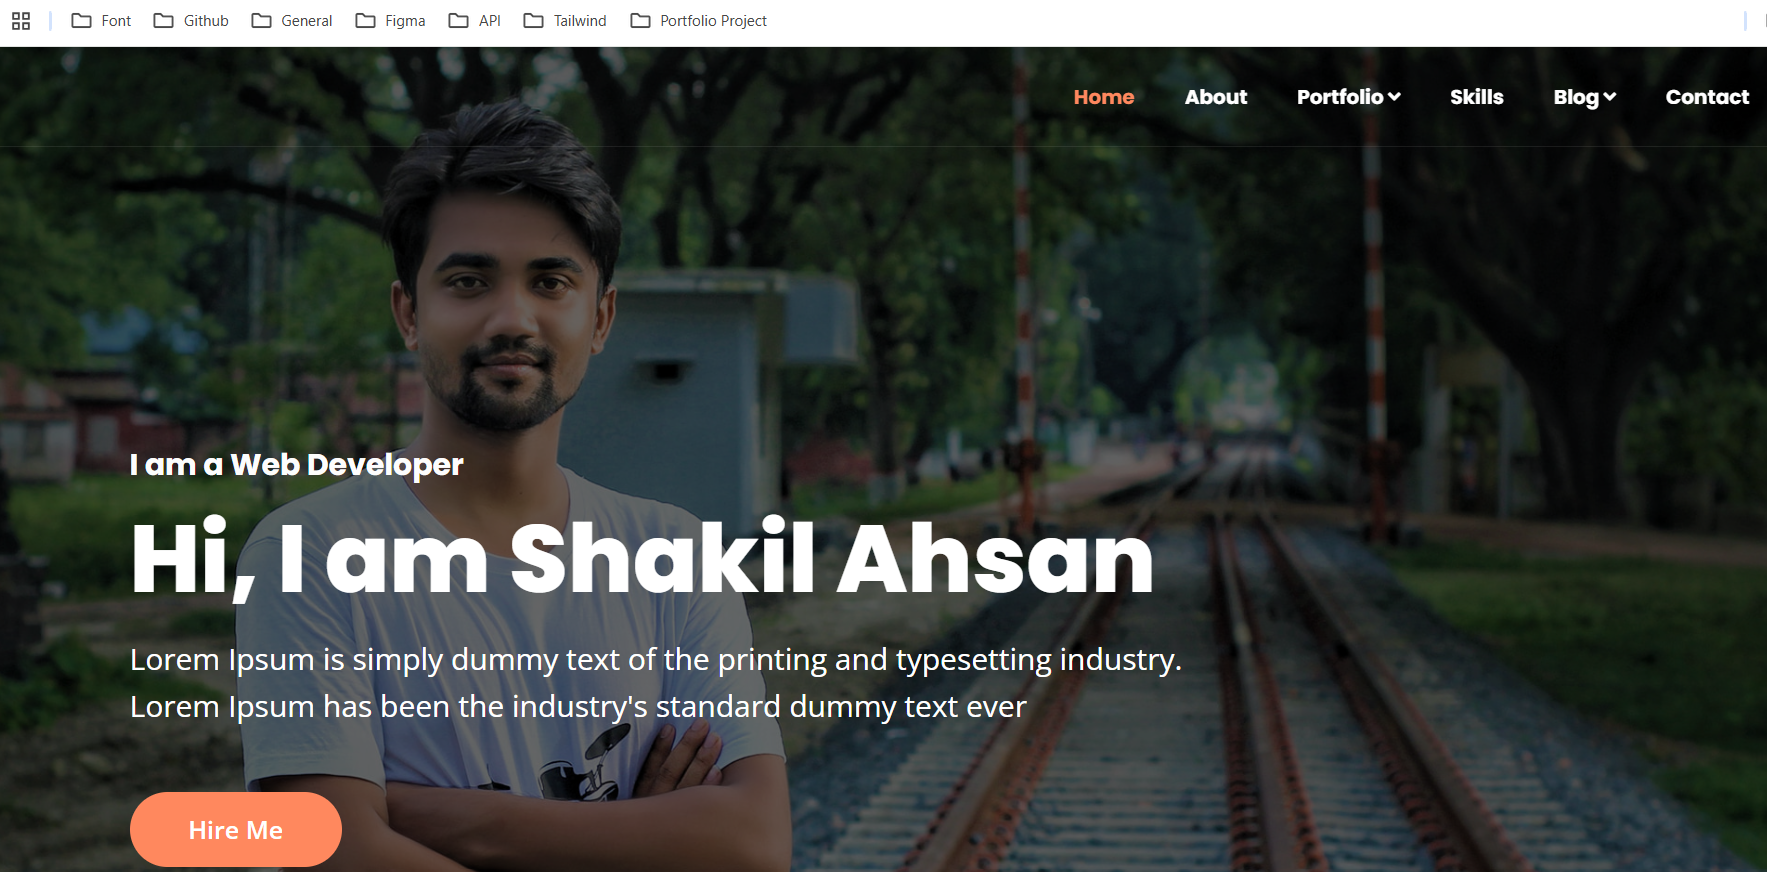 Font Github General Figma API Tailwind Portfolio Project
Home About Portfolio Skills Blog Contact
I am a Web Developer
Hi, I am Shakil Ahsan
Lorem Ipsum is simply dummy text of the printing and typesetting industry.
Lorem Ipsum has been the industry's standard dummy text ever
Hire Me